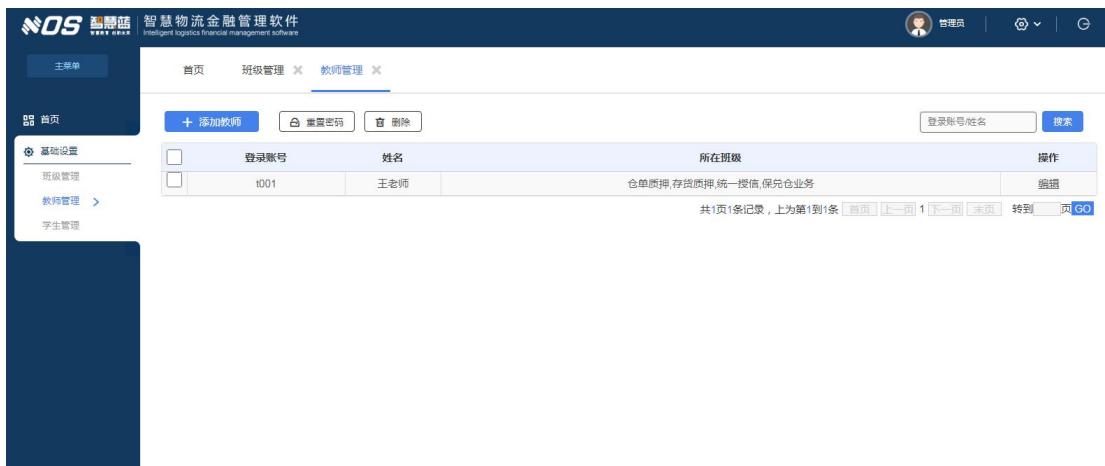 NOS 智慧蓝 智慧物流金融管理软件
Intelligent logistics financial management software
管理员
主菜单
首页 班级管理 教师管理
首页
基础设置
班级管理
教师管理
学生管理
+ 添加教师 重置密码 删除 登录账号/姓名 搜索
登录账号 姓名 所在班级 操作
t001 王老师 仓单质押,存货质押,统一授信,保兑仓业务 编辑
共1页1条记录，上为第1到1条 首页 上一页 1 下一页 末页 转到 页 GO